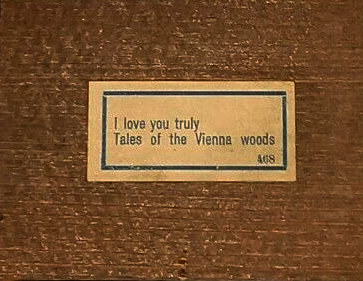 I love you truly
Tales of the Vienna woods
468